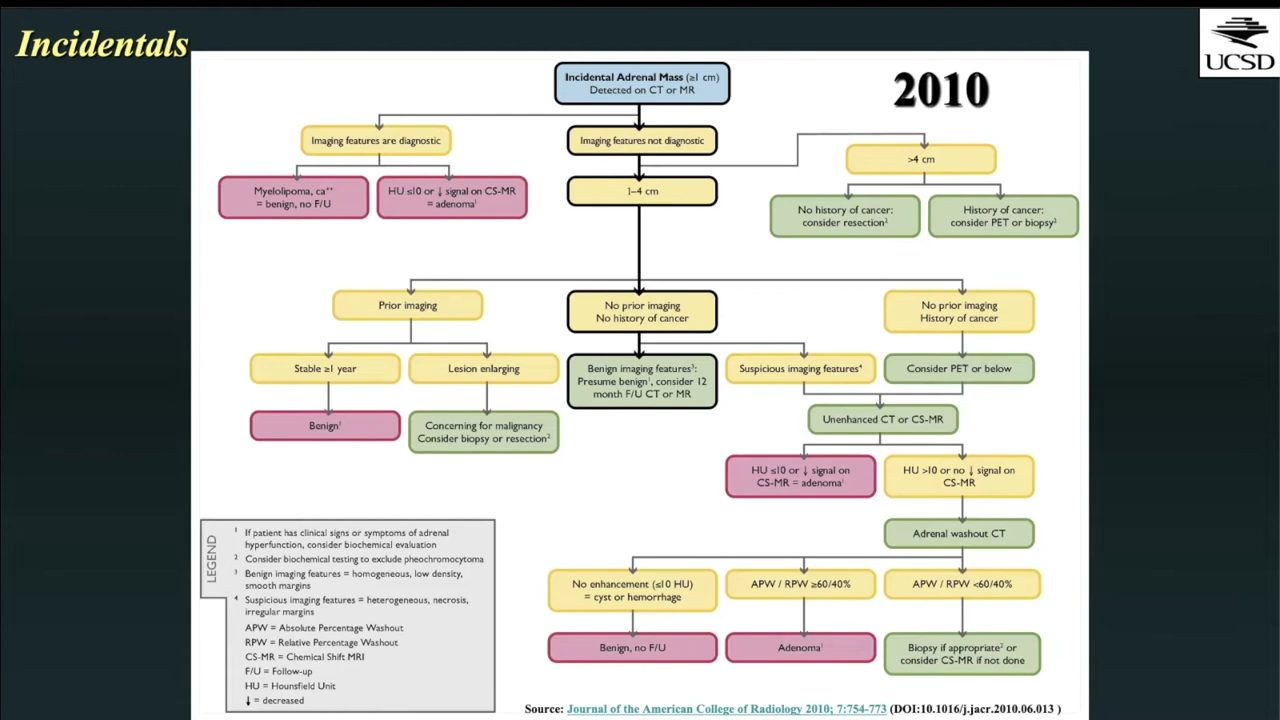 Incidentals
UCSD
2010
Incidental Adrenal Mass (≥1 cm)
Detected on CT or MR
Imaging features are diagnostic
Imaging features not diagnostic
>4 cm
Myelolipoma, ca⁺⁺
= benign, no F/U
HU ≤10 or ↓ signal on CS-MR
= adenoma¹
1–4 cm
No history of cancer:
consider resection²
History of cancer:
consider PET or biopsy²
Prior imaging
No prior imaging
No history of cancer
No prior imaging
History of cancer
Stable ≥1 year
Lesion enlarging
Benign imaging features³:
Presume benign¹, consider 12
month F/U CT or MR
Suspicious imaging features⁴
Consider PET or below
Benign¹
Concerning for malignancy
Consider biopsy or resection²
Unenhanced CT or CS-MR
HU ≤10 or ↓ signal on
CS-MR = adenoma¹
HU >10 or no ↓ signal on
CS-MR
Adrenal washout CT
No enhancement (≤10 HU)
= cyst or hemorrhage
APW / RPW ≥60/40%
APW / RPW <60/40%
Benign, no F/U
Adenoma¹
Biopsy if appropriate² or
consider CS-MR if not done
LEGEND
¹ If patient has clinical signs or symptoms of adrenal
hyperfunction, consider biochemical evaluation
² Consider biochemical testing to exclude pheochromocytoma
³ Benign imaging features = homogeneous, low density,
smooth margins
⁴ Suspicious imaging features = heterogeneous, necrosis,
irregular margins
APW = Absolute Percentage Washout
RPW = Relative Percentage Washout
CS-MR = Chemical Shift MRI
F/U = Follow-up
HU = Hounsfield Unit
↓ = decreased
Source: Journal of the American College of Radiology 2010; 7:754-773 (DOI:10.1016/j.jacr.2010.06.013 )